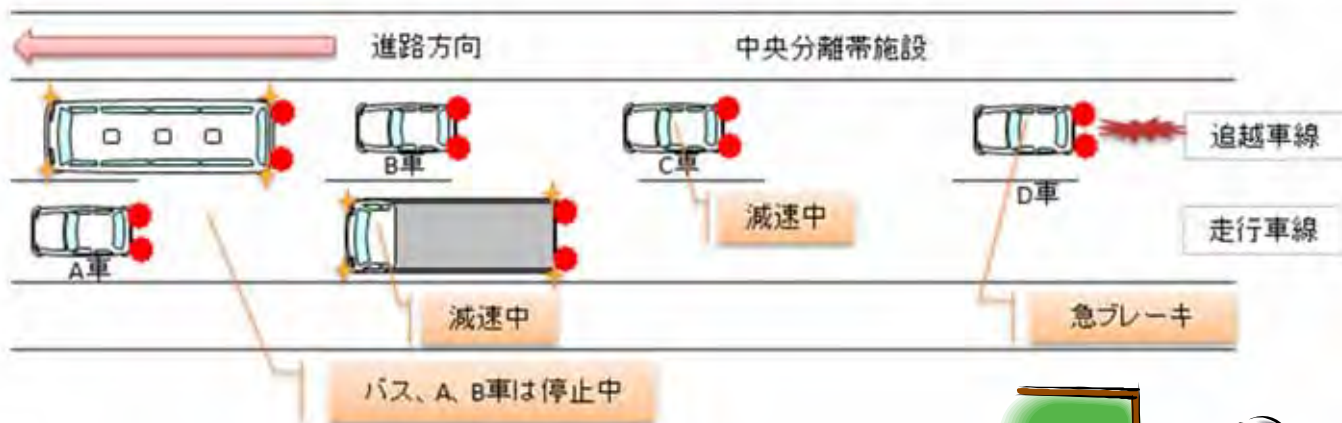 進路方向
中央分離帯施設
追越車線
B車
C車
D車
減速中
走行車線
A車
減速中
急ブレーキ
バス、A、B車は停止中